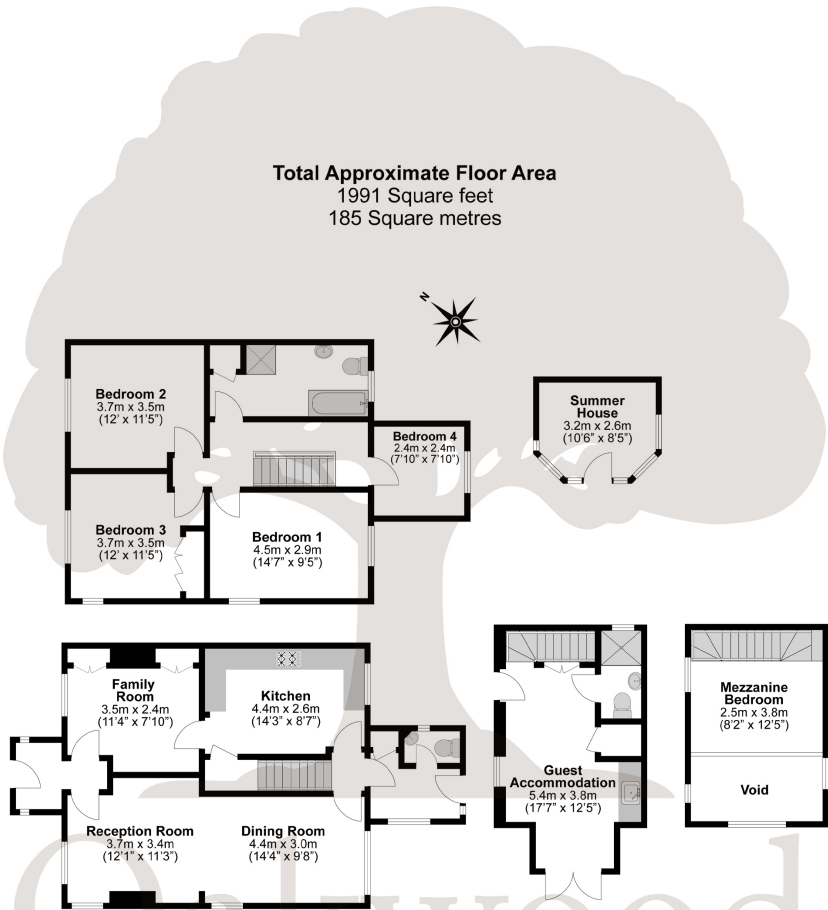 Total Approximate Floor Area
1991 Square feet
185 Square metres
N
Bedroom 2
3.7m x 3.5m
(12' x 11'5")
Bedroom 4
2.4m x 2.4m
(7'10" x 7'10")
Summer
House
3.2m x 2.6m
(10'6" x 8'5")
Bedroom 3
3.7m x 3.5m
(12' x 11'5")
Bedroom 1
4.5m x 2.9m
(14'7" x 9'5")
Family
Room
3.5m x 2.4m
(11'4" x 7'10")
Kitchen
4.4m x 2.6m
(14'3" x 8'7")
Reception Room
3.7m x 3.4m
(12'1" x 11'3")
Dining Room
4.4m x 3.0m
(14'4" x 9'8")
Guest
Accommodation
5.4m x 3.8m
(17'7" x 12'5")
Mezzanine
Bedroom
2.5m x 3.8m
(8'2" x 12'5")
Void